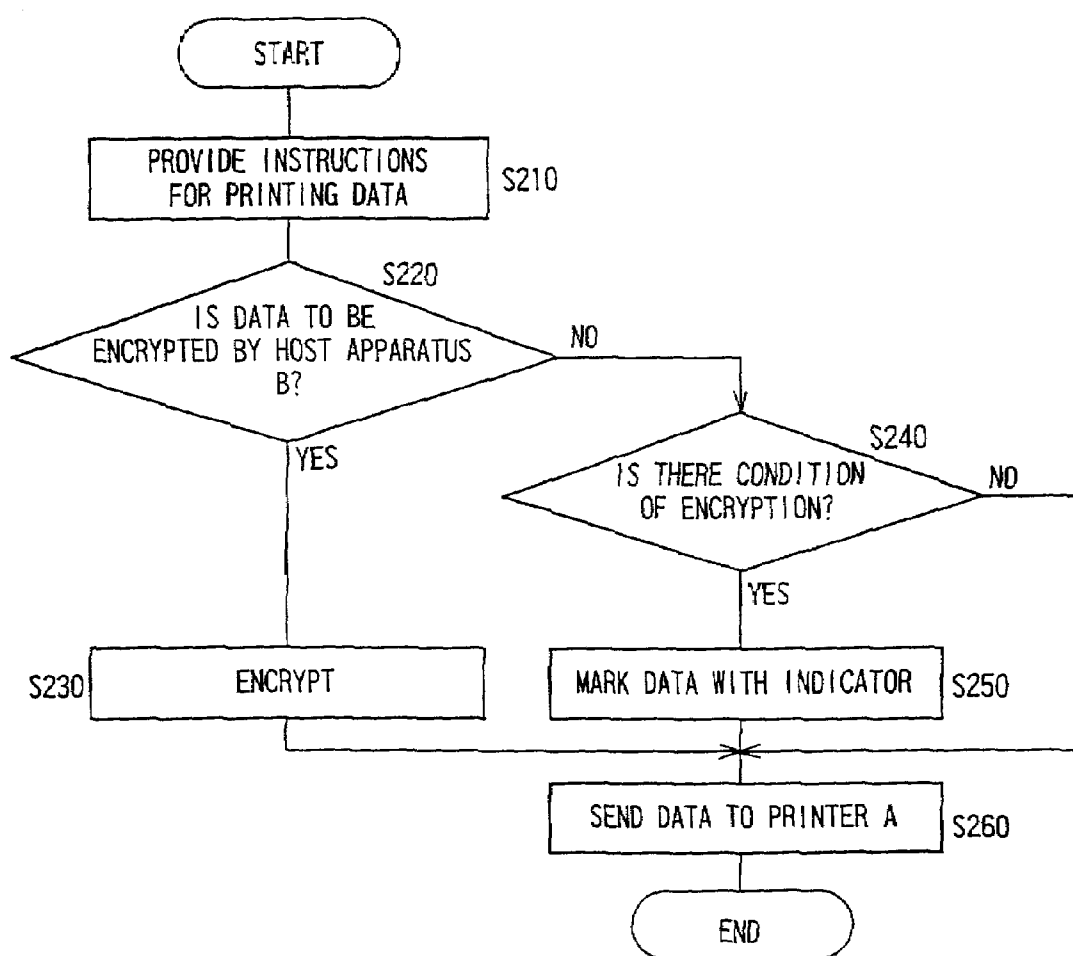 START
PROVIDE INSTRUCTIONS
FOR PRINTING DATA
S210
S220
IS DATA TO BE
ENCRYPTED BY HOST APPARATUS
B?
NO
YES
S240
IS THERE CONDITION
OF ENCRYPTION?
NO
YES
S230
ENCRYPT
MARK DATA WITH INDICATOR
S250
SEND DATA TO PRINTER A
S260
END